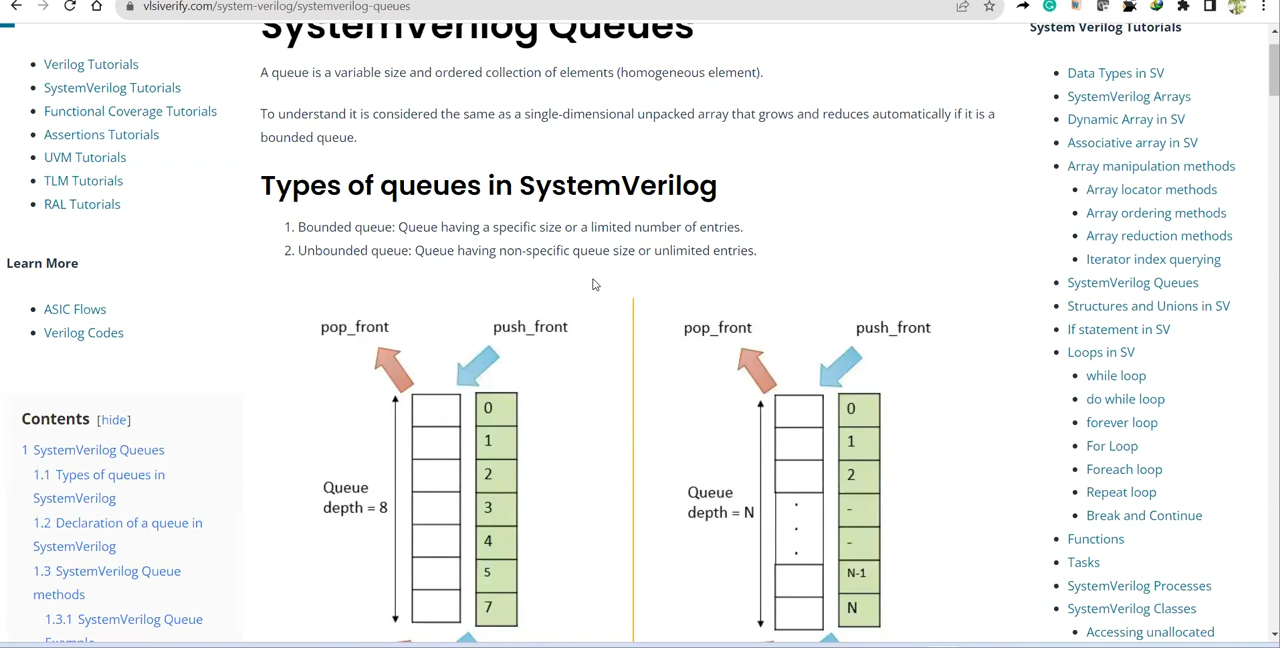 vlsiverify.com/system-verilog/systemverilog-queues
Verilog Tutorials
SystemVerilog Tutorials
Functional Coverage Tutorials
Assertions Tutorials
UVM Tutorials
TLM Tutorials
RAL Tutorials
Learn More
ASIC Flows
Verilog Codes
Contents [hide]
1 SystemVerilog Queues
1.1 Types of queues in
SystemVerilog
1.2 Declaration of a queue in
SystemVerilog
1.3 SystemVerilog Queue
methods
1.3.1 SystemVerilog Queue
Example
SystemVerilog Queues
A queue is a variable size and ordered collection of elements (homogeneous element).
To understand it is considered the same as a single-dimensional unpacked array that grows and reduces automatically if it is a
bounded queue.
Types of queues in SystemVerilog
1. Bounded queue: Queue having a specific size or a limited number of entries.
2. Unbounded queue: Queue having non-specific queue size or unlimited entries.
pop_front
push_front
Queue
depth = 8
0
1
2
3
4
5
7
pop_front
push_front
Queue
depth = N
0
1
2
-
-
N-1
N
System Verilog Tutorials
Data Types in SV
SystemVerilog Arrays
Dynamic Array in SV
Associative array in SV
Array manipulation methods
Array locator methods
Array ordering methods
Array reduction methods
Iterator index querying
SystemVerilog Queues
Structures and Unions in SV
If statement in SV
Loops in SV
while loop
do while loop
forever loop
For Loop
Foreach loop
Repeat loop
Break and Continue
Functions
Tasks
SystemVerilog Processes
SystemVerilog Classes
Accessing unallocated